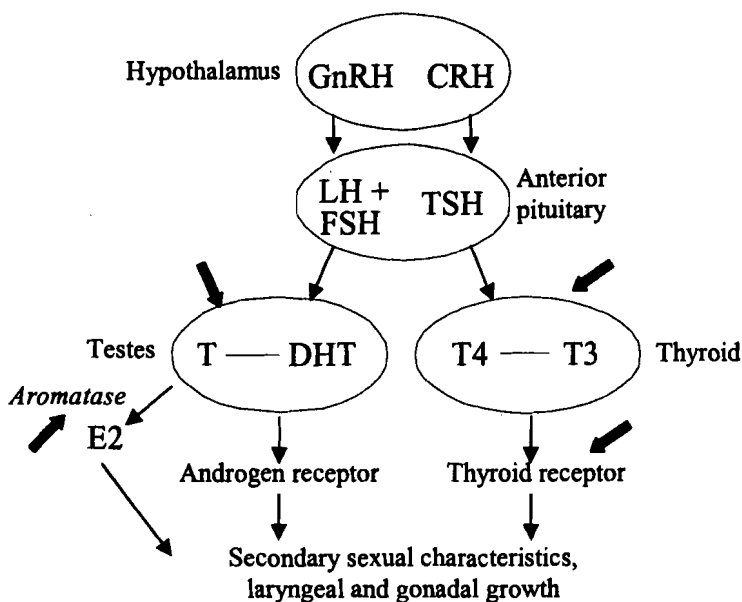 Hypothalamus
GnRH CRH
LH +
FSH
TSH
Anterior
pituitary
Testes
T — DHT
T4 — T3
Thyroid
Aromatase
E2
Androgen receptor
Thyroid receptor
Secondary sexual characteristics,
laryngeal and gonadal growth